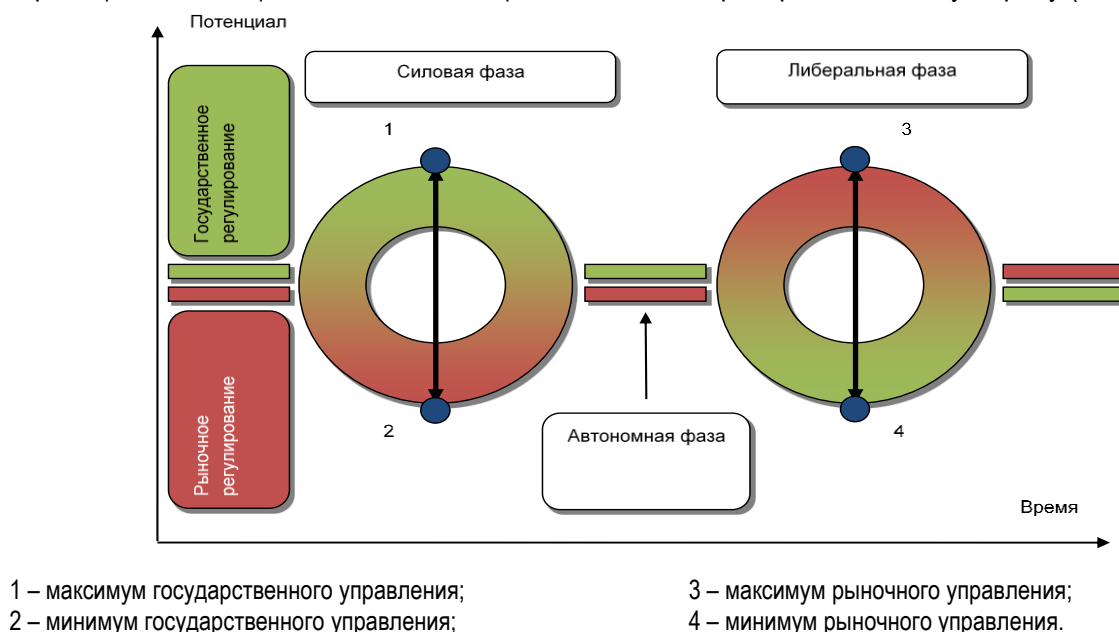 Потенциал
Силовая фаза
Либеральная фаза
Государственное
регулирование
1
3
Рыночное
регулирование
2
4
Автономная фаза
Время
1 – максимум государственного управления;
3 – максимум рыночного управления;
2 – минимум государственного управления;
4 – минимум рыночного управления.